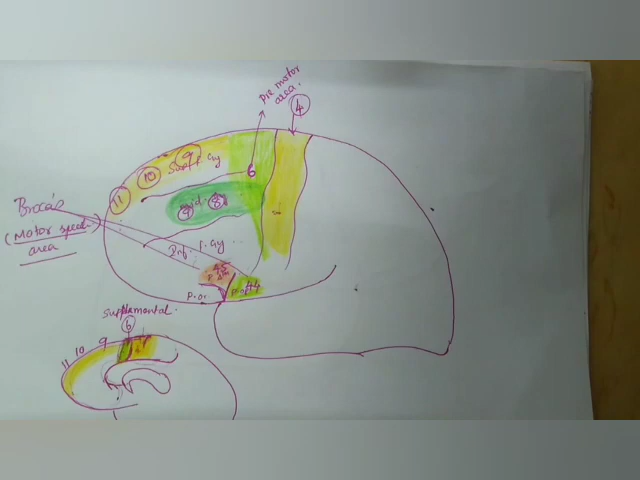 Pre motor
area.
4
9
10
Sup. f. Gy
11
6
Broca's
(Motor speech
area
mid.
9
8
Inf. f. Gy
P.O.
Supplemental.
6
9
10
11